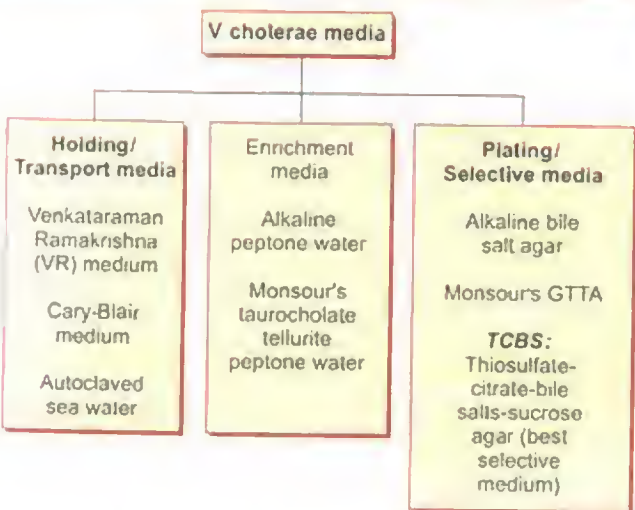 V cholerae media
Holding/
Transport media
Venkataraman
Ramakrishna
(VR) medium
Cary-Blair
medium
Autoclaved
sea water
Enrichment
media
Alkaline
peptone water
Monsour's
taurocholate
tellurite
peptone water
Plating/
Selective media
Alkaline bile
salt agar
Monsour's GTTA
TCBS:
Thiosulfate-
citrate-bile
salls-sucrose
agar (best
selective
medium)